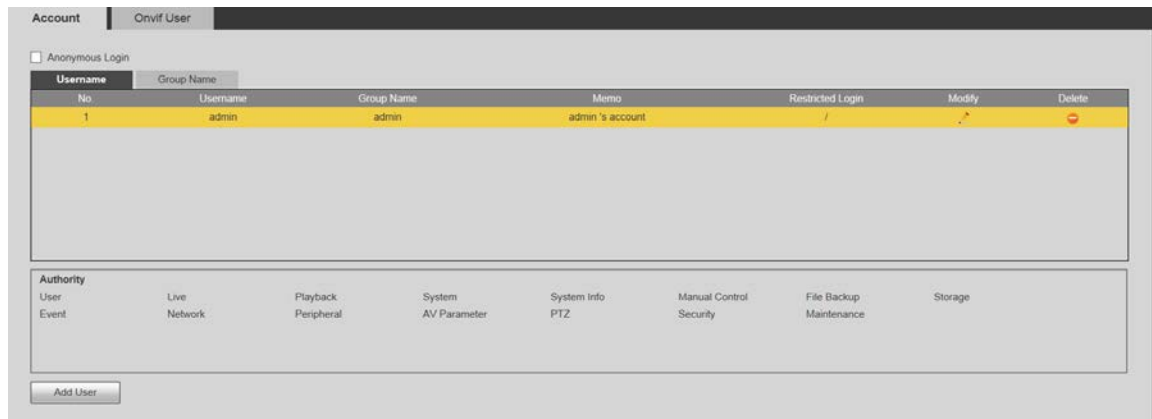 Account Onvif User
Anonymous Login
Username Group Name
No. Username Group Name Memo Restricted Login Modify Delete
1 admin admin admin 's account /
Authority
User Live Playback System System Info Manual Control File Backup Storage
Event Network Peripheral AV Parameter PTZ Security Maintenance
Add User